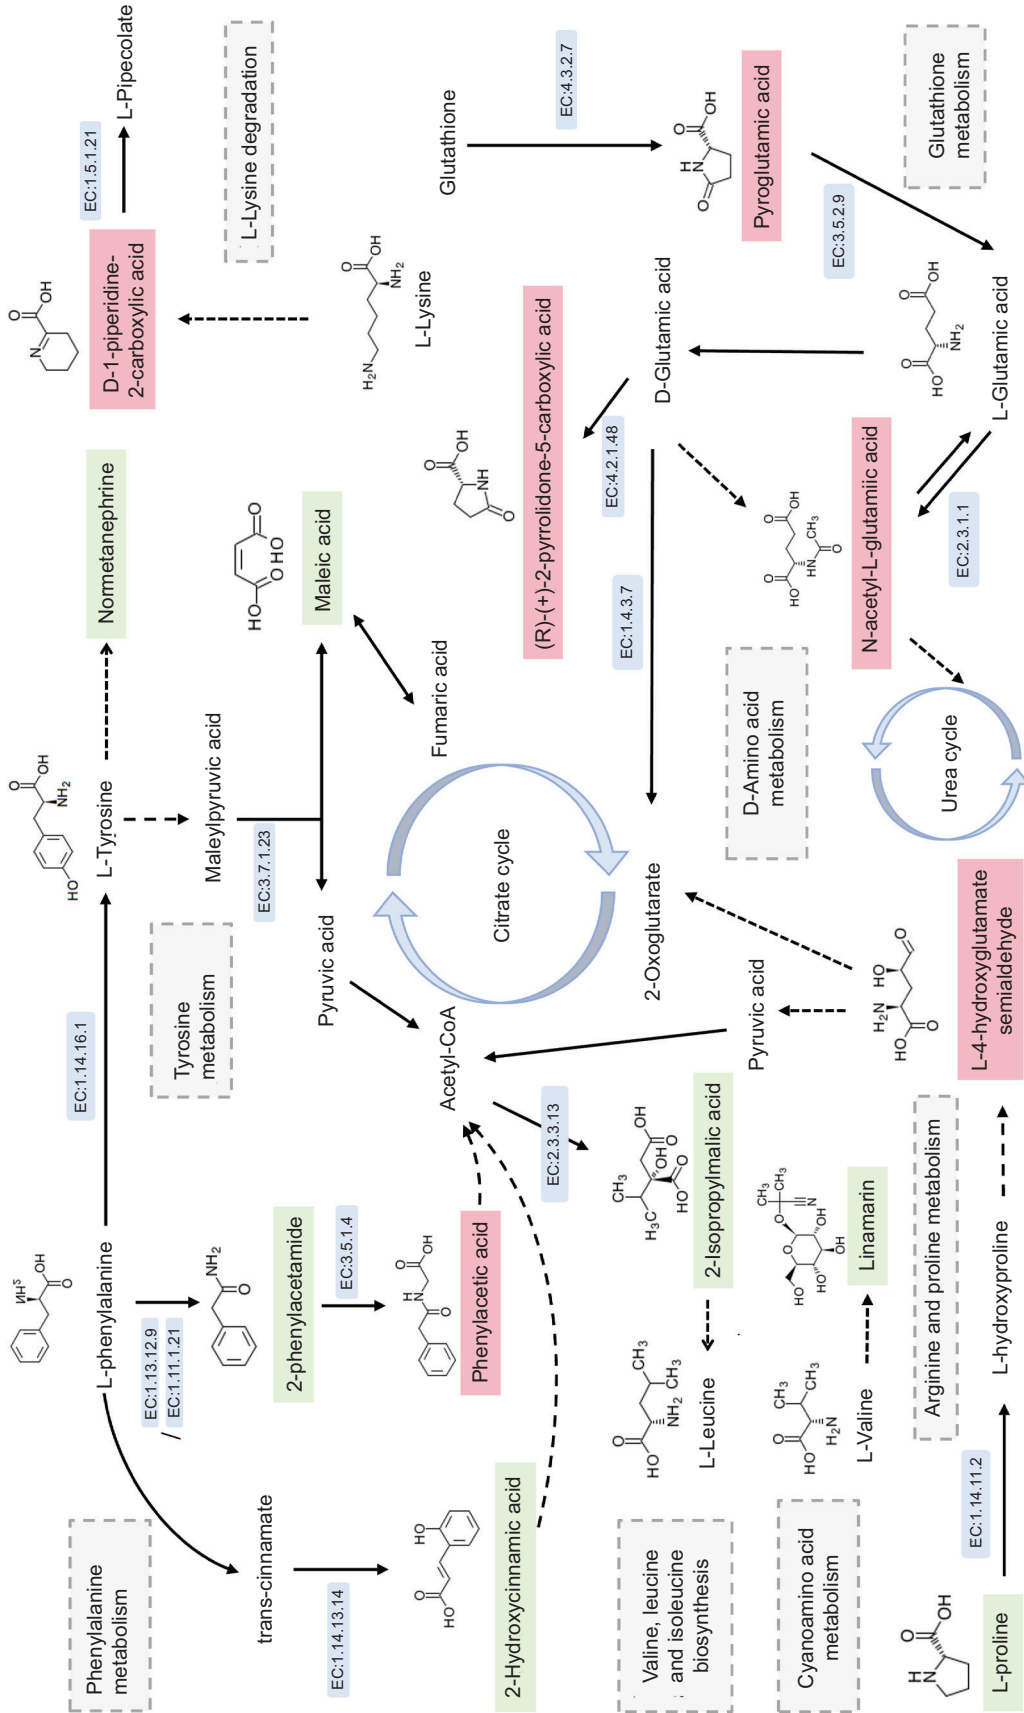 Phenylalanine
metabolism
L-phenylalanine
EC:1.14.16.1
L-Tyrosine
Nometanephrine
D-1-piperidine-
2-carboxylic acid
EC:1.5.1.21
L-Pipecolate
EC:1.13.12.9
/ EC:1.11.1.21
Tyrosine
metabolism
Maleylpyruvic acid
EC:3.7.1.23
L-Lysine degradation
trans-cinnamate
EC:1.14.13.14
2-phenylacetamide
EC:3.5.1.4
Pyruvic acid
Maleic acid
L-Lysine
Glutathione
EC:4.3.2.7
2-Hydroxycinnamic acid
Phenylacetic acid
Acetyl-CoA
Citrate cycle
Fumaric acid
EC:2.3.3.13
(R)-(+)-2-pyrrolidone-5-carboxylic acid
EC:4.2.1.48
EC:1.4.3.7
2-Oxoglutarate
D-Glutamic acid
Pyroglutamic acid
EC:3.5.2.9
Valine, leucine
and isoleucine
biosynthesis
L-Leucine
2-Isopropylmalic acid
Pyruvic acid
D-Amino acid
metabolism
Cyanoamino acid
metabolism
L-Valine
Linamarin
N-acetyl-L-glutamiic acid
EC:2.3.1.1
Arginine and proline metabolism
Urea cycle
Glutathione
metabolism
L-proline
EC:1.14.11.2
L-hydroxyproline
L-4-hydroxyglutamate
semialdehyde
L-Glutamic acid